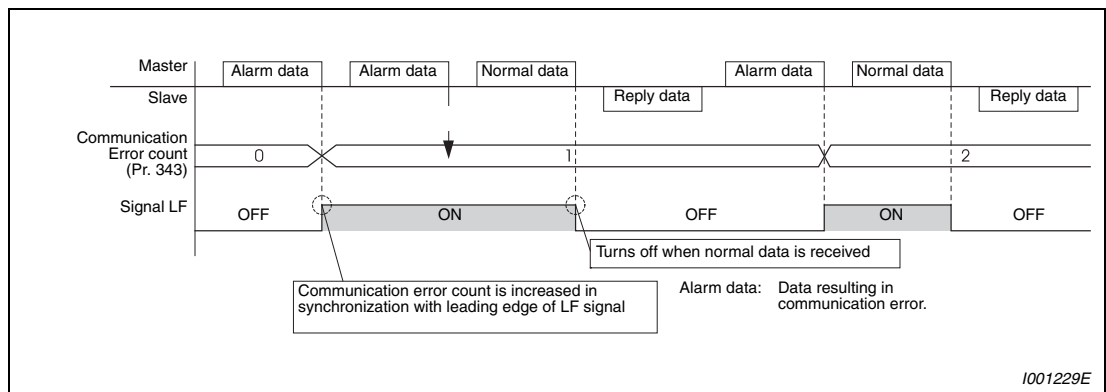 Master
Alarm data
Alarm data
Normal data
Alarm data
Normal data
Slave
Reply data
Reply data
Communication
Error count
(Pr. 343)
0
1
2
Signal LF
OFF
ON
OFF
ON
OFF
Turns off when normal data is received
Communication error count is increased in
synchronization with leading edge of LF signal
Alarm data: Data resulting in
communication error.
I001229E